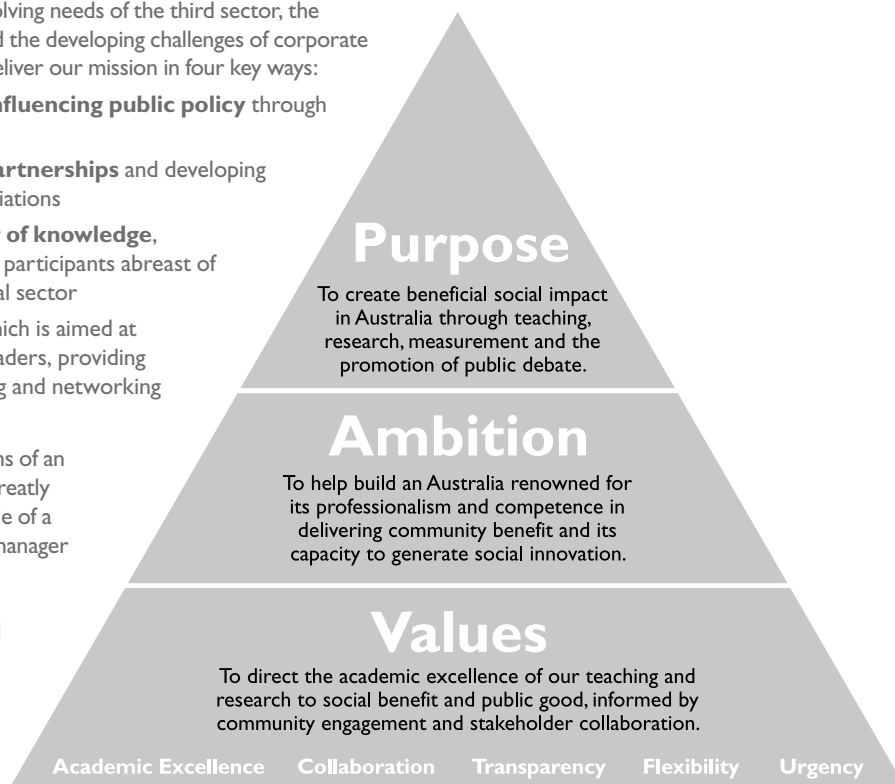 olving needs of the third sector, the
d the developing challenges of corporate
eliver our mission in four key ways:
nfluencing public policy through
artnerships and developing
iations
of knowledge,
participants abreast of
al sector
hich is aimed at
aders, providing
g and networking
ns of an
reatly
e of a
manager
Purpose
To create beneficial social impact
in Australia through teaching,
research, measurement and the
promotion of public debate.
Ambition
To help build an Australia renowned for
its professionalism and competence in
delivering community benefit and its
capacity to generate social innovation.
Values
To direct the academic excellence of our teaching and
research to social benefit and public good, informed by
community engagement and stakeholder collaboration.
Academic Excellence Collaboration Transparency Flexibility Urgency